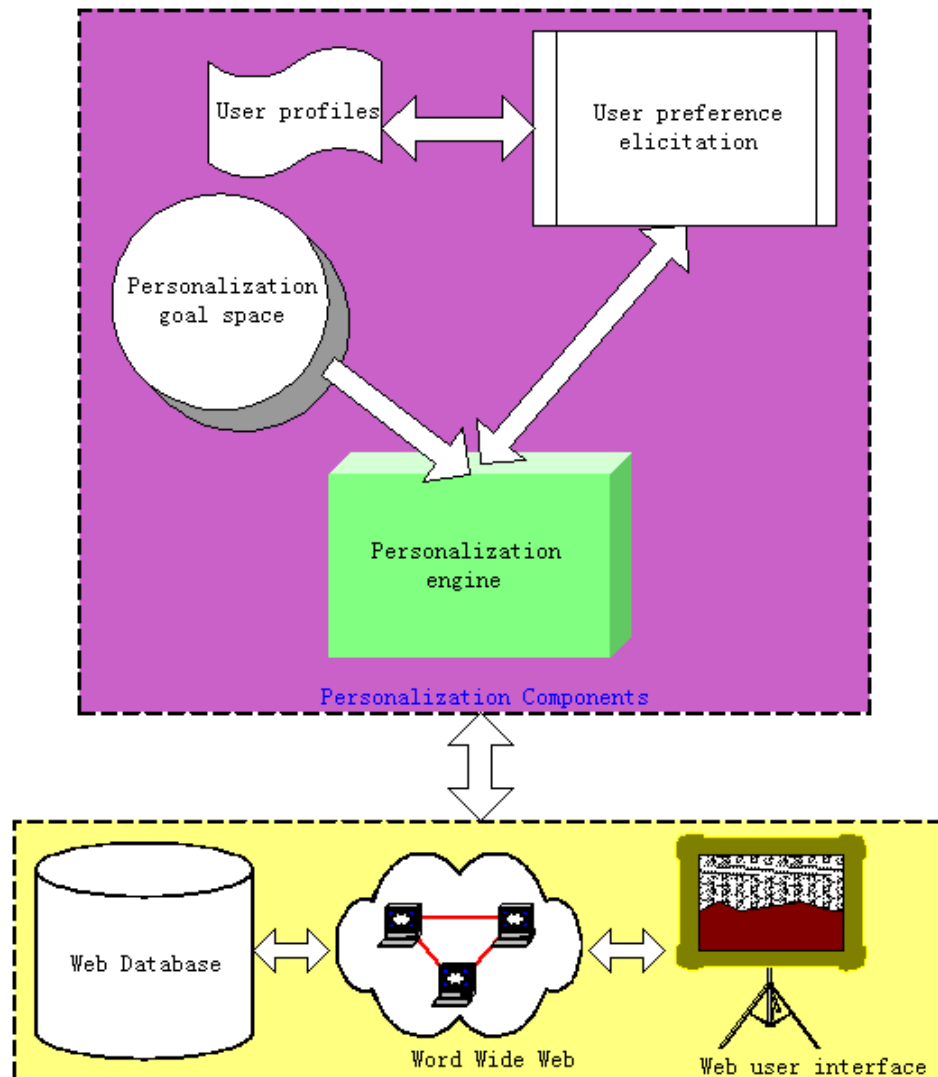 User profiles
User preference
elicitation
Personalization
goal space
Personalization
engine
Personalization Components
Web Database
Word Wide Web
Web user interface